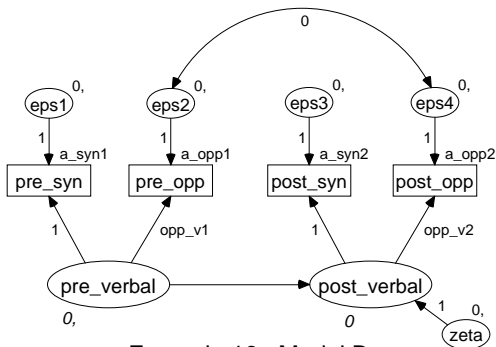 0
0, 0, 0, 0,
eps1 eps2 eps3 eps4
1 1 1 1
a_syn1 a_opp1 a_syn2 a_opp2
pre_syn pre_opp post_syn post_opp
1 opp_v1 1 opp_v2
pre_verbal post_verbal
0, 0 1 0,
zeta